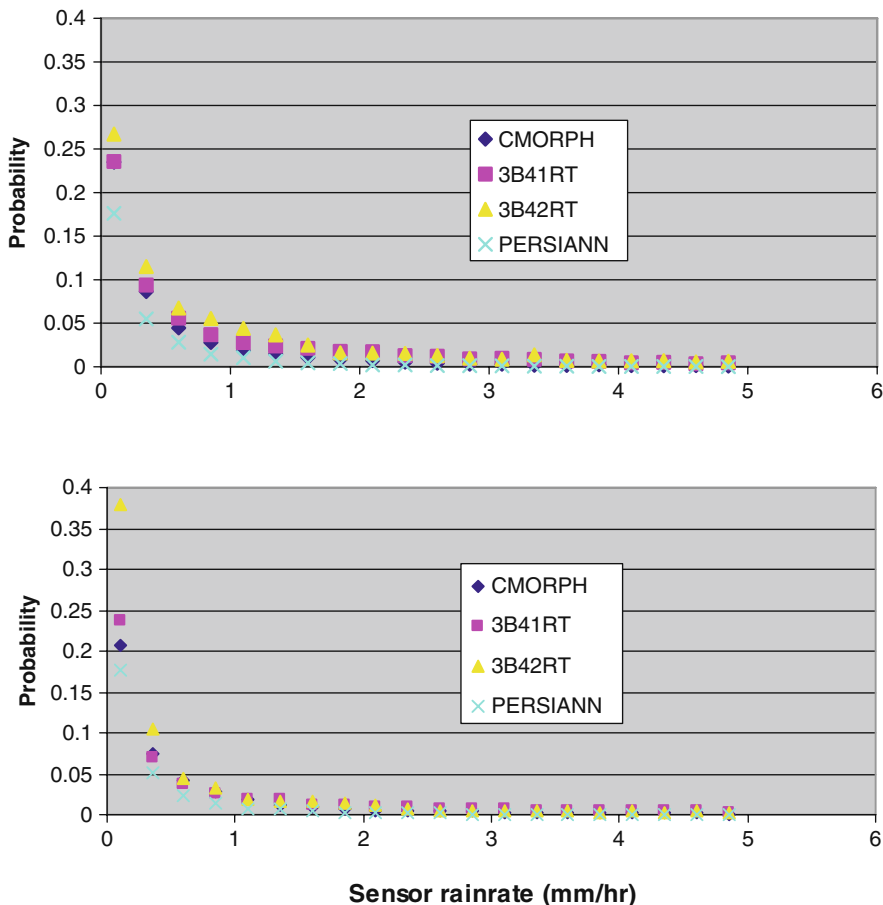 0.4
0.35
0.3
0.25
0.2
0.15
0.1
0.05
0
Probability
CMORPH
3B41RT
3B42RT
PERSIANN
0 1 2 3 4 5 6
0.4
0.35
0.3
0.25
0.2
0.15
0.1
0.05
0
Probability
CMORPH
3B41RT
3B42RT
PERSIANN
0 1 2 3 4 5 6
Sensor rainrate (mm/hr)